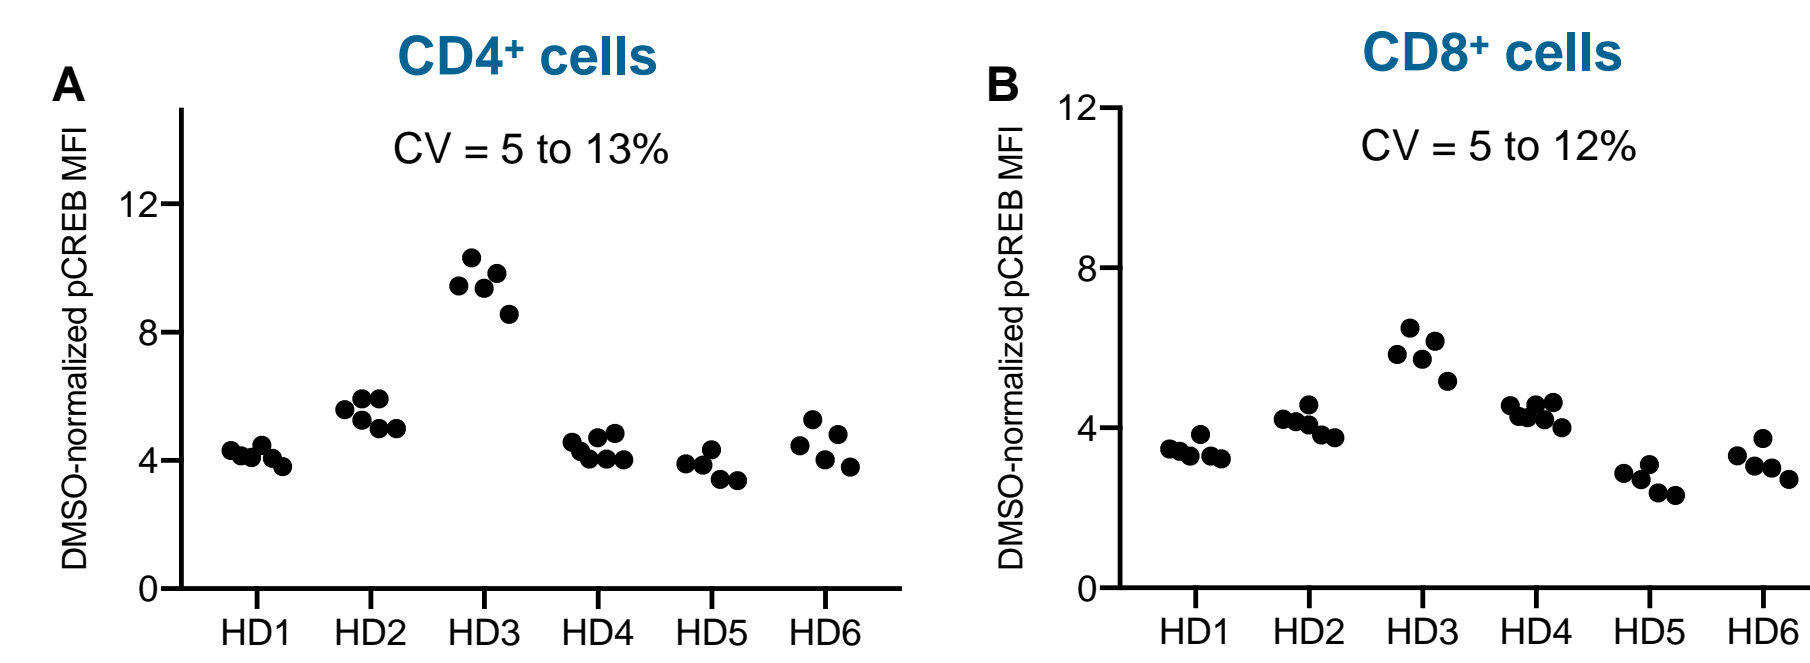 A
CD4⁺ cells
CV = 5 to 13%
DMSO-normalized pCREB MFI
12
8
4
0
HD1 HD2 HD3 HD4 HD5 HD6
B
CD8⁺ cells
CV = 5 to 12%
DMSO-normalized pCREB MFI
12
8
4
0
HD1 HD2 HD3 HD4 HD5 HD6